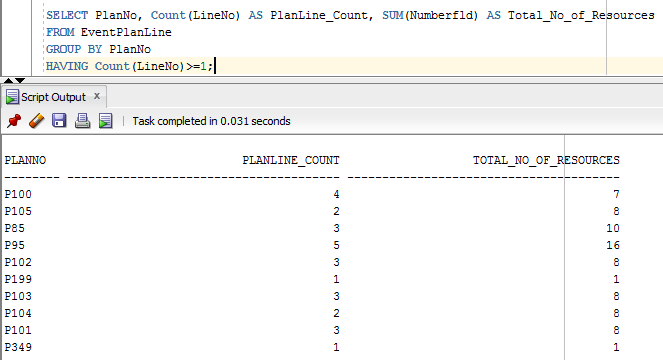 SELECT PlanNo, Count(LineNo) AS PlanLine_Count, SUM(Numberfld) AS Total_No_of_Resources
FROM EventPlanLine
GROUP BY PlanNo
HAVING Count(LineNo)>=1;
Script Output x
Task completed in 0.031 seconds
PLANNO PLANLINE_COUNT TOTAL_NO_OF_RESOURCES
P100 4 7
P105 2 8
P85 3 10
P95 5 16
P102 3 8
P199 1 1
P103 3 8
P104 2 8
P101 3 8
P349 1 1